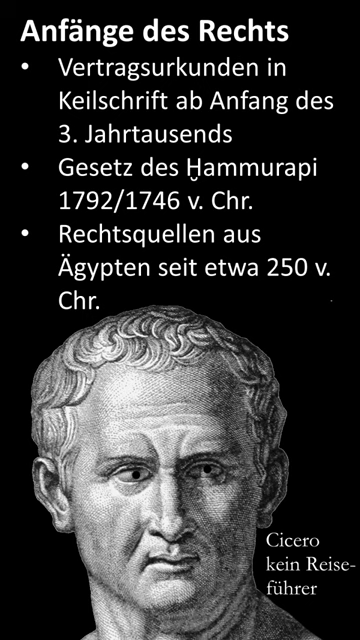 Anfänge des Rechts
• Vertragsurkunden in
Keilschrift ab Anfang des
3. Jahrtausends
• Gesetz des Ḫammurapi
1792/1746 v. Chr.
• Rechtsquellen aus
Ägypten seit etwa 250 v.
Chr.
Cicero
kein Reise-
führer